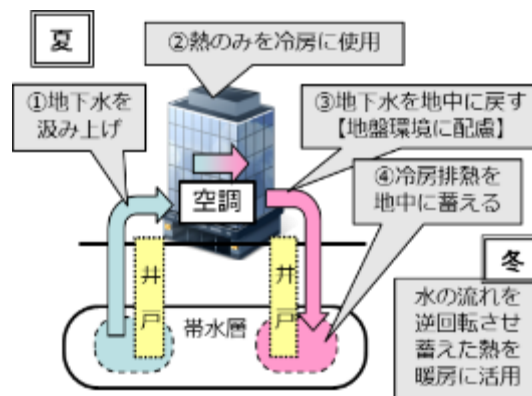 夏
②熱のみを冷房に使用
①地下水を
汲み上げ
③地下水を地中に戻す
【地盤環境に配慮】
④冷房排熱を
地中に蓄える
空調
井戸
井戸
帯水層
冬
水の流れを
逆回転させ
蓄えた熱を
暖房に活用